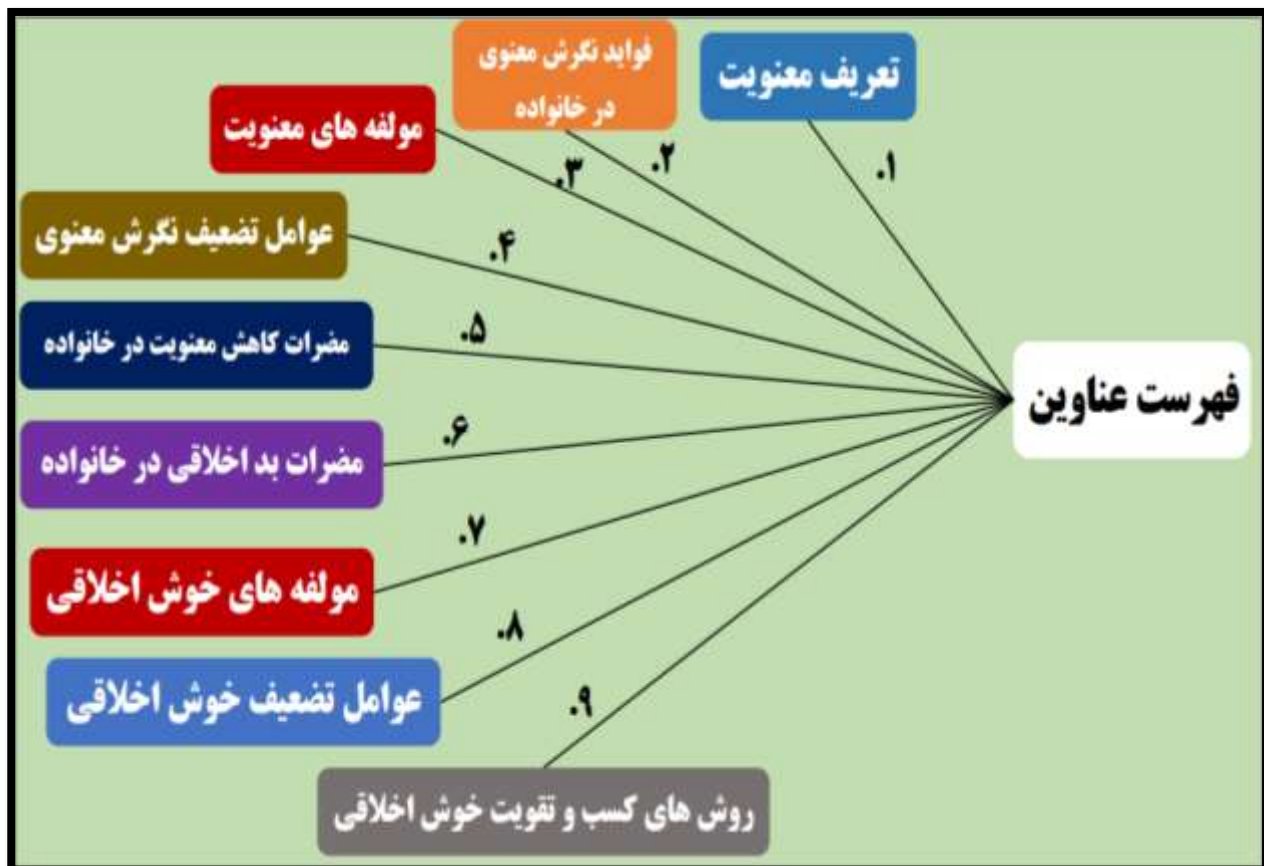 فهرست عناوین
۱.
تعریف معنویت
۲.
فواید نگرش معنوی
در خانواده
۳.
مولفه های معنویت
۴.
عوامل تضعیف نگرش معنوی
۵.
مضرات کاهش معنویت در خانواده
۶.
مضرات بد اخلاقی در خانواده
۷.
مولفه های خوش اخلاقی
۸.
عوامل تضعیف خوش اخلاقی
۹.
روش های کسب و تقویت خوش اخلاقی